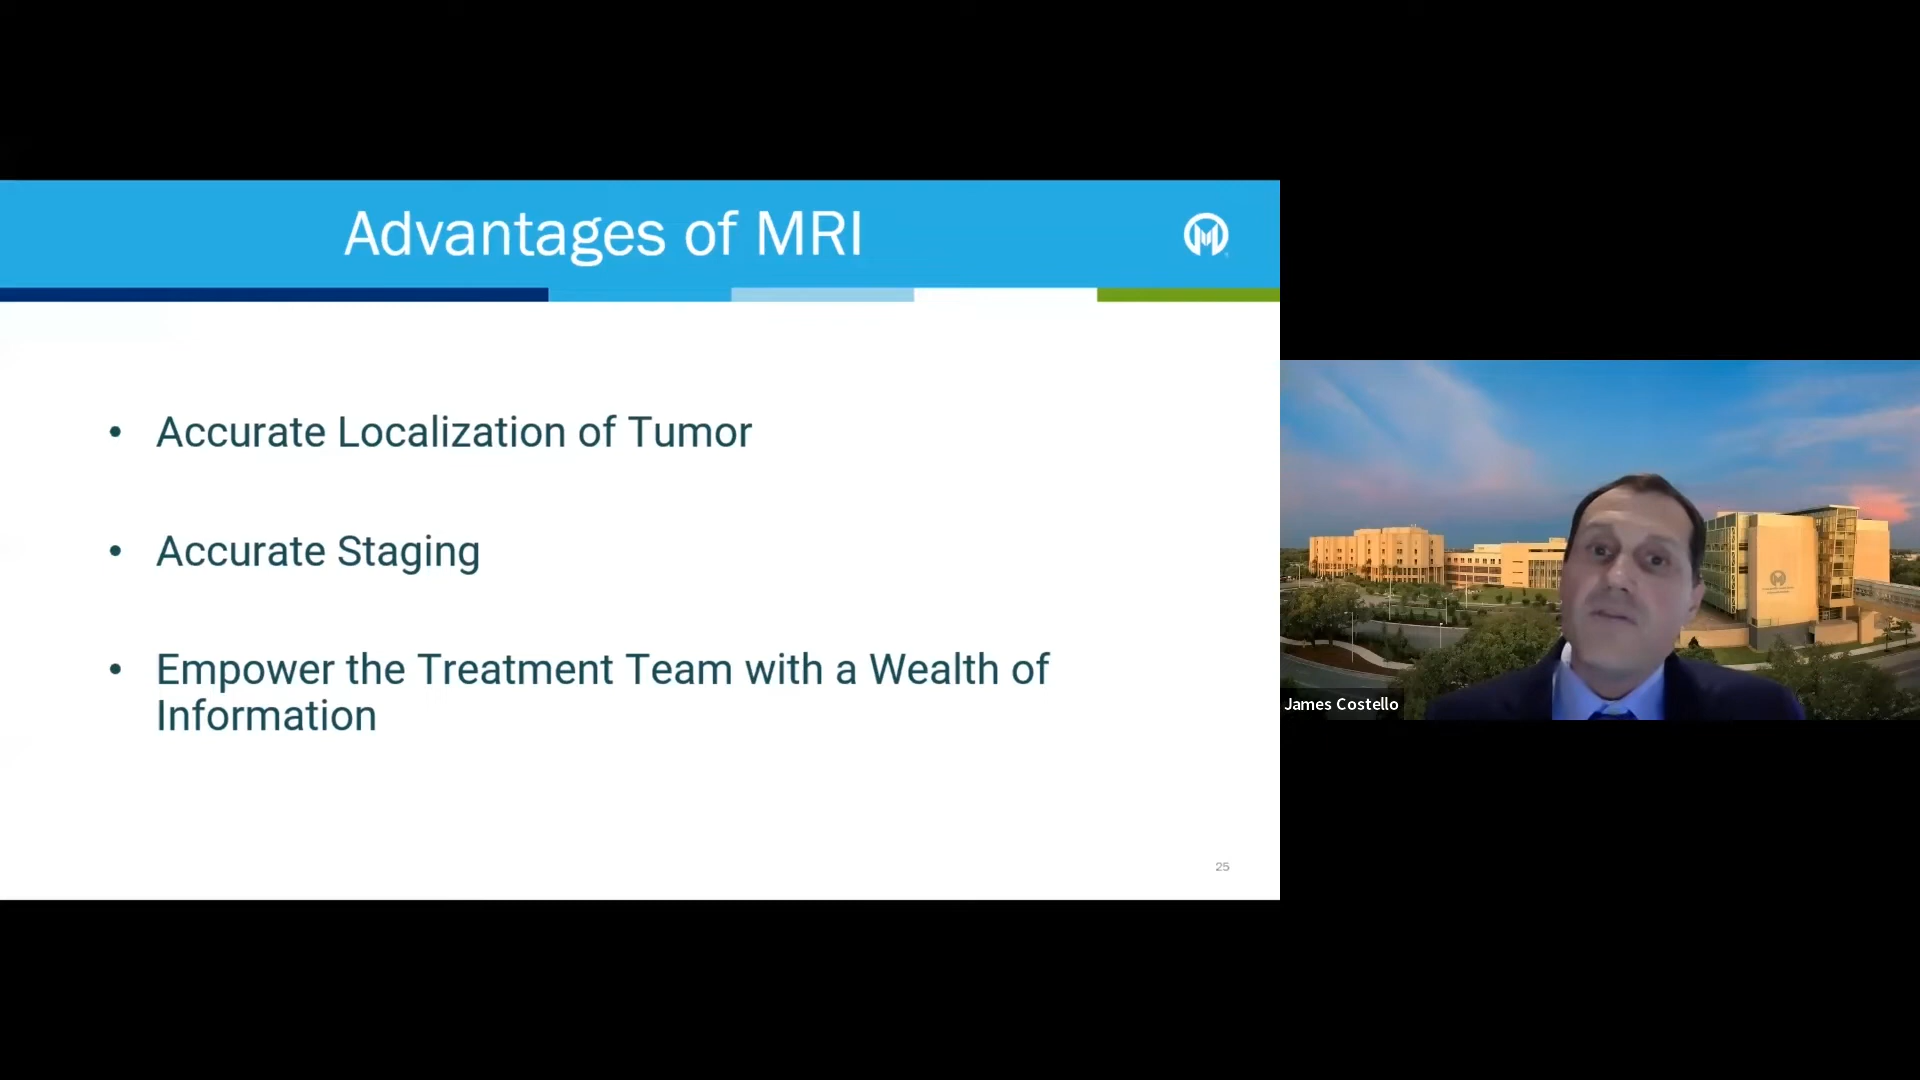 Advantages of MRI
• Accurate Localization of Tumor
• Accurate Staging
• Empower the Treatment Team with a Wealth of
Information
25
James Costello